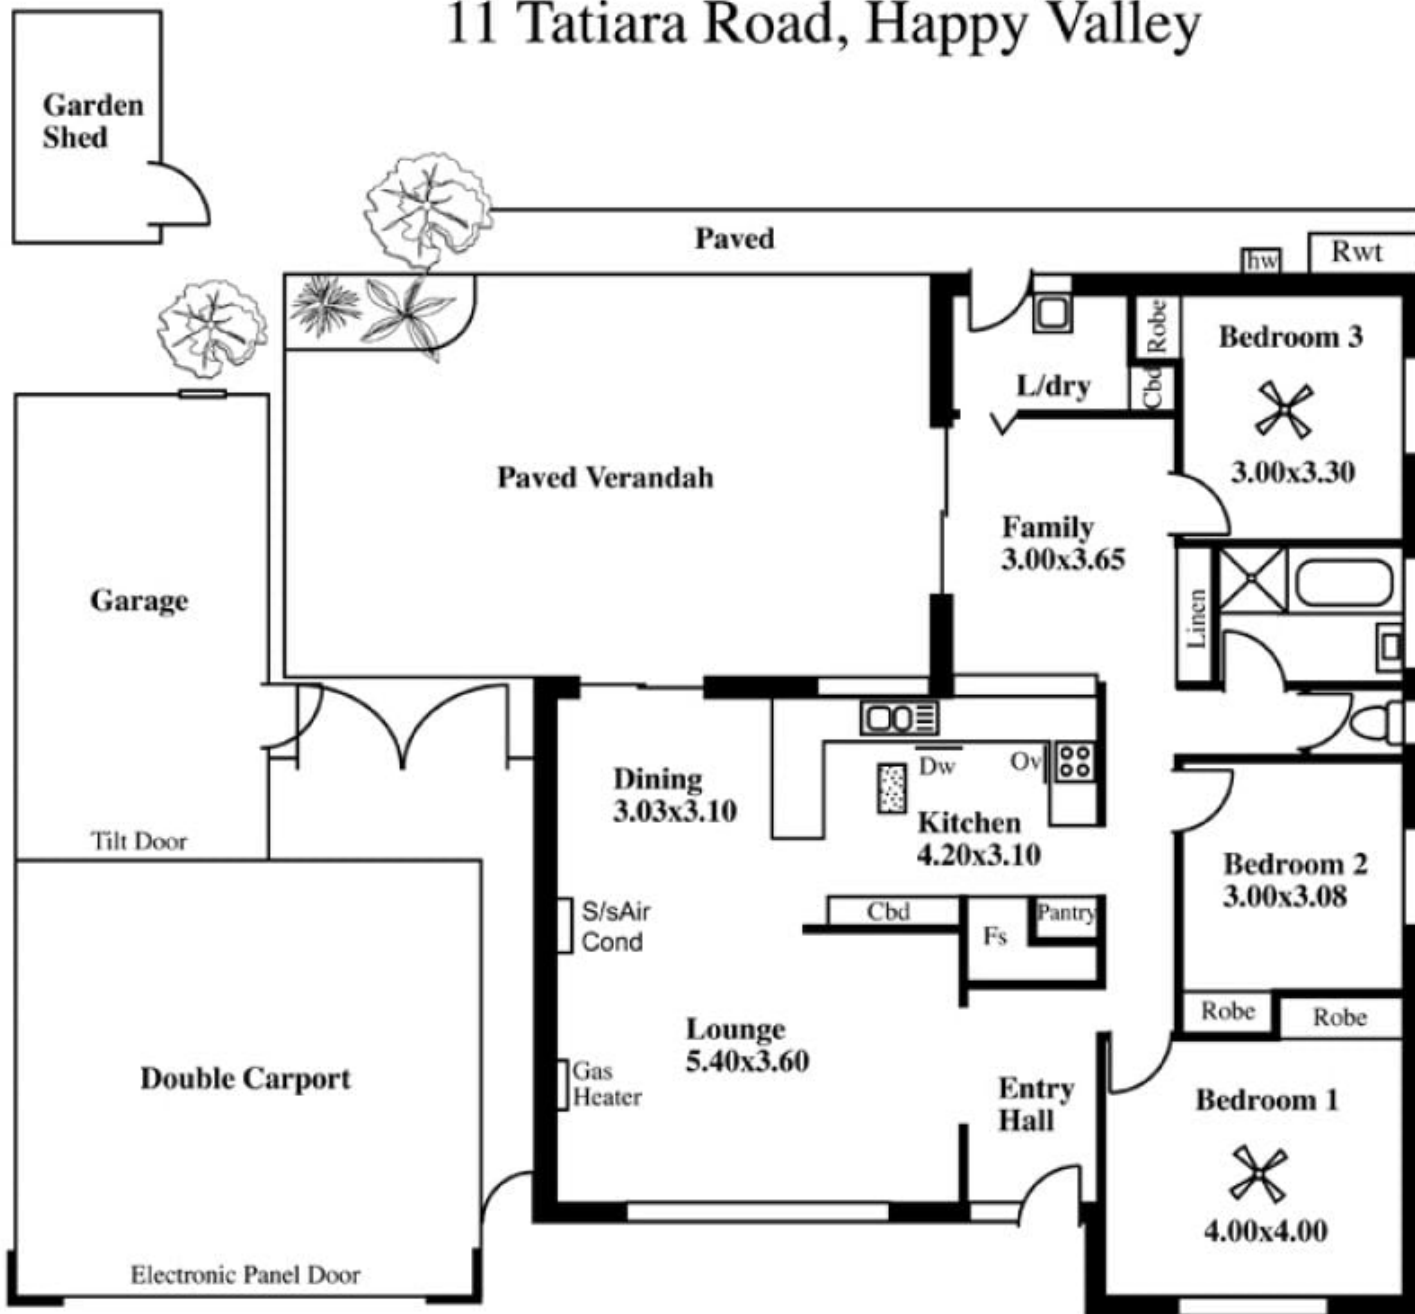 11 Tatiara Road, Happy Valley
Garden
Shed
Paved
hw
Rwt
Robe
Bedroom 3
L/dry
Cbd
3.00x3.30
Paved Verandah
Family
3.00x3.65
Garage
Linen
Dining
3.03x3.10
Dw
Ov
Kitchen
4.20x3.10
Tilt Door
Bedroom 2
3.00x3.08
S/sAir
Cond
Cbd
Fs
Pantry
Robe
Robe
Lounge
5.40x3.60
Double Carport
Gas
Heater
Entry
Hall
Bedroom 1
4.00x4.00
Electronic Panel Door